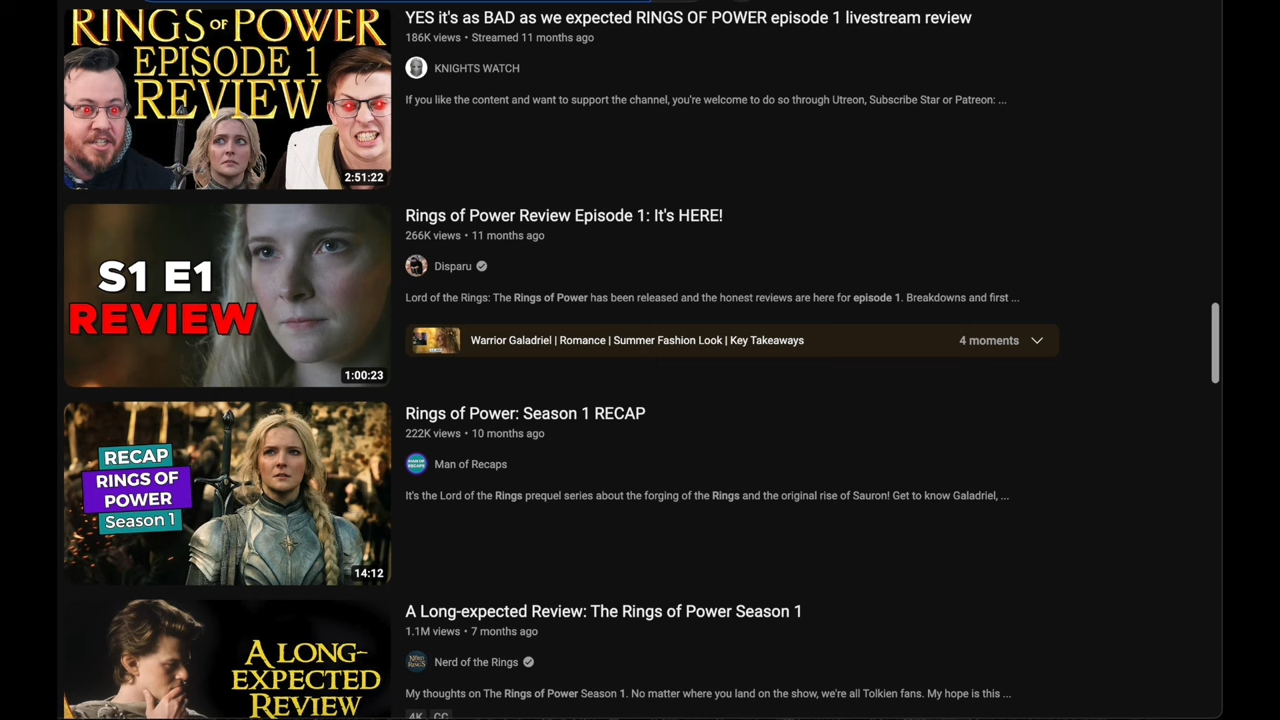 RINGS OF POWER
EPISODE 1
REVIEW
2:51:22
YES it's as BAD as we expected RINGS OF POWER episode 1 livestream review
186K views • Streamed 11 months ago
KNIGHTS WATCH
If you like the content and want to support the channel, you're welcome to do so through Utreon, Subscribe Star or Patreon: ...
S1 E1
REVIEW
1:00:23
Rings of Power Review Episode 1: It's HERE!
266K views • 11 months ago
Disparu
Lord of the Rings: The Rings of Power has been released and the honest reviews are here for episode 1. Breakdowns and first ...
Warrior Galadriel | Romance | Summer Fashion Look | Key Takeaways
4 moments
RECAP
RINGS OF
POWER
Season 1
14:12
Rings of Power: Season 1 RECAP
222K views • 10 months ago
MAN OF RECAPS
Man of Recaps
It's the Lord of the Rings prequel series about the forging of the Rings and the original rise of Sauron! Get to know Galadriel, ...
A LONG-
EXPECTED
REVIEW
A Long-expected Review: The Rings of Power Season 1
1.1M views • 7 months ago
Nerd of the Rings
My thoughts on The Rings of Power Season 1. No matter where you land on the show, we're all Tolkien fans. My hope is this ...
4K CC